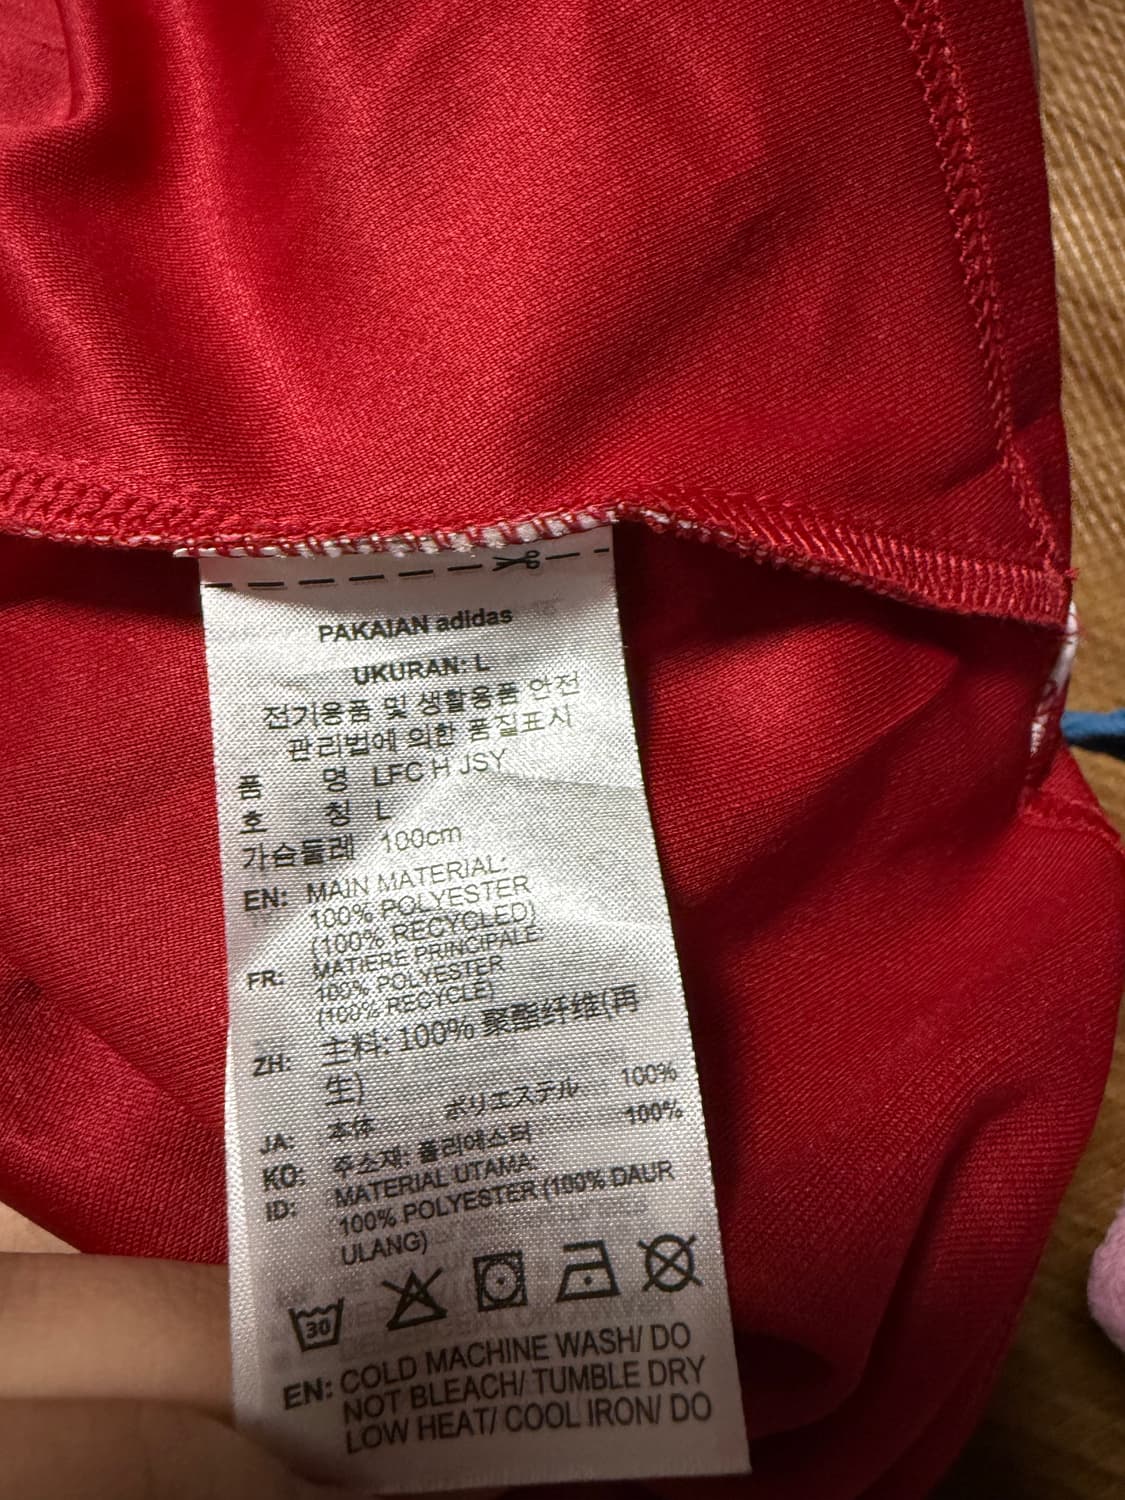 PAKAIAN adidas
UKURAN: L
전기용품 및 생활용품 안전
관리법에 의한 품질표시
품 명 LFC H JSY
호 칭 L
가슴둘레 100cm
EN: MAIN MATERIAL:
100% POLYESTER
(100% RECYCLED)
FR: MATIERE PRINCIPALE:
100% POLYESTER
(100% RECYCLÉ)
ZH: 主料: 100% 聚酯纤维(再
生)
JA: 本体 ポリエステル 100%
KO: 주소재: 폴리에스터 100%
ID: MATERIAL UTAMA:
100% POLYESTER (100% DAUR
ULANG)
30
EN: COLD MACHINE WASH/ DO
NOT BLEACH/ TUMBLE DRY
LOW HEAT/ COOL IRON/ DO